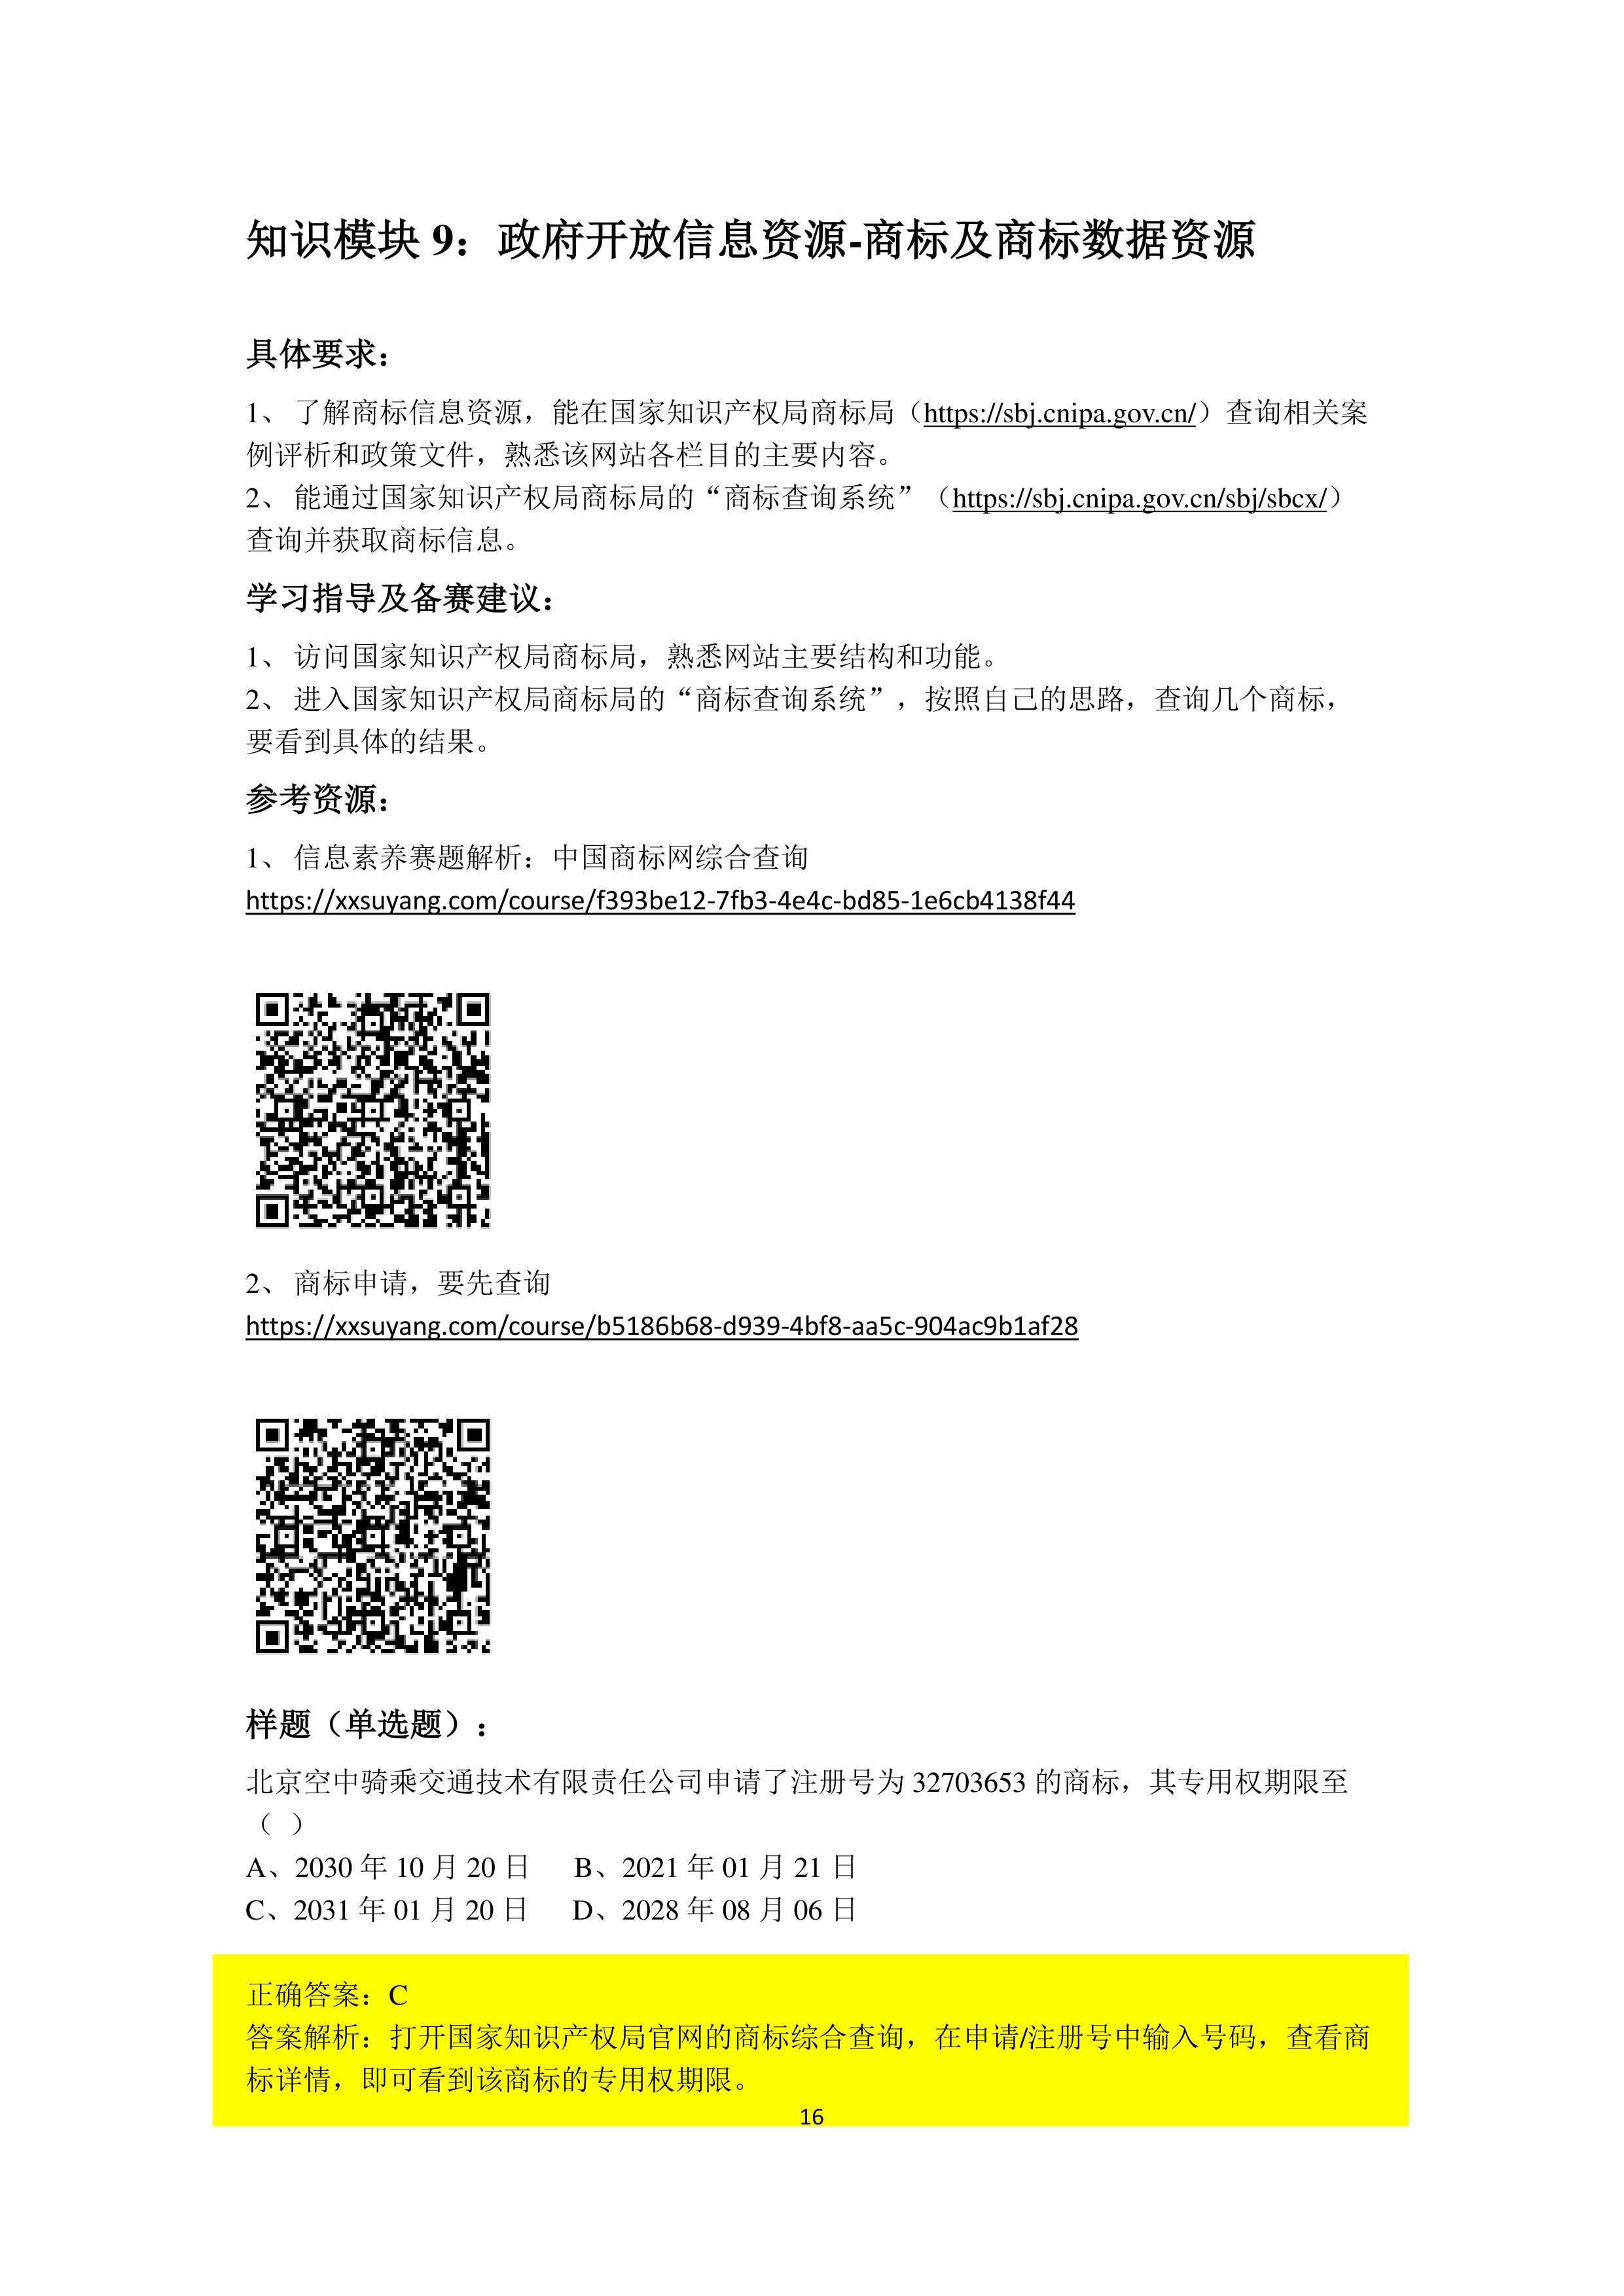 知识模块 9：政府开放信息资源-商标及商标数据资源
具体要求：
1、 了解商标信息资源，能在国家知识产权局商标局（https://sbj.cnipa.gov.cn/）查询相关案
例评析和政策文件，熟悉该网站各栏目的主要内容。
2、 能通过国家知识产权局商标局的“商标查询系统”（https://sbj.cnipa.gov.cn/sbj/sbcx/）
查询并获取商标信息。
学习指导及备赛建议：
1、 访问国家知识产权局商标局，熟悉网站主要结构和功能。
2、 进入国家知识产权局商标局的“商标查询系统”，按照自己的思路，查询几个商标，
要看到具体的结果。
参考资源：
1、 信息素养赛题解析：中国商标网综合查询
https://xxsuyang.com/course/f393be12-7fb3-4e4c-bd85-1e6cb4138f44
2、 商标申请，要先查询
https://xxsuyang.com/course/b5186b68-d939-4bf8-aa5c-904ac9b1af28
样题（单选题）：
北京空中骑乘交通技术有限责任公司申请了注册号为 32703653 的商标，其专用权期限至
（ ）
A、2030 年 10 月 20 日 B、2021 年 01 月 21 日
C、2031 年 01 月 20 日 D、2028 年 08 月 06 日
正确答案：C
答案解析：打开国家知识产权局官网的商标综合查询，在申请/注册号中输入号码，查看商
标详情，即可看到该商标的专用权期限。
16